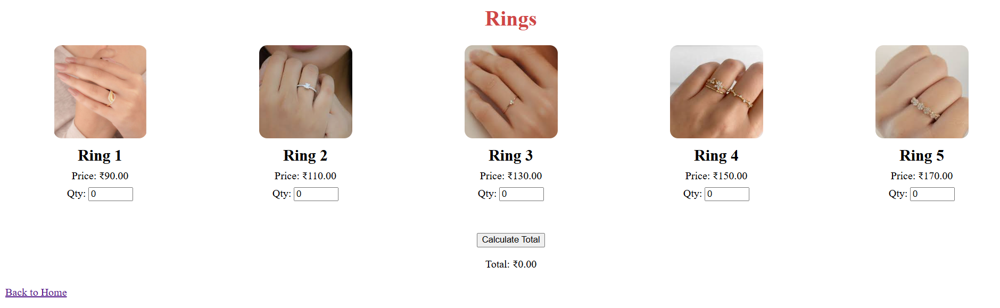 Rings
Ring 1
Price: ₹90.00
Qty: 0
Ring 2
Price: ₹110.00
Qty: 0
Ring 3
Price: ₹130.00
Qty: 0
Ring 4
Price: ₹150.00
Qty: 0
Ring 5
Price: ₹170.00
Qty: 0
Calculate Total
Total: ₹0.00
Back to Home